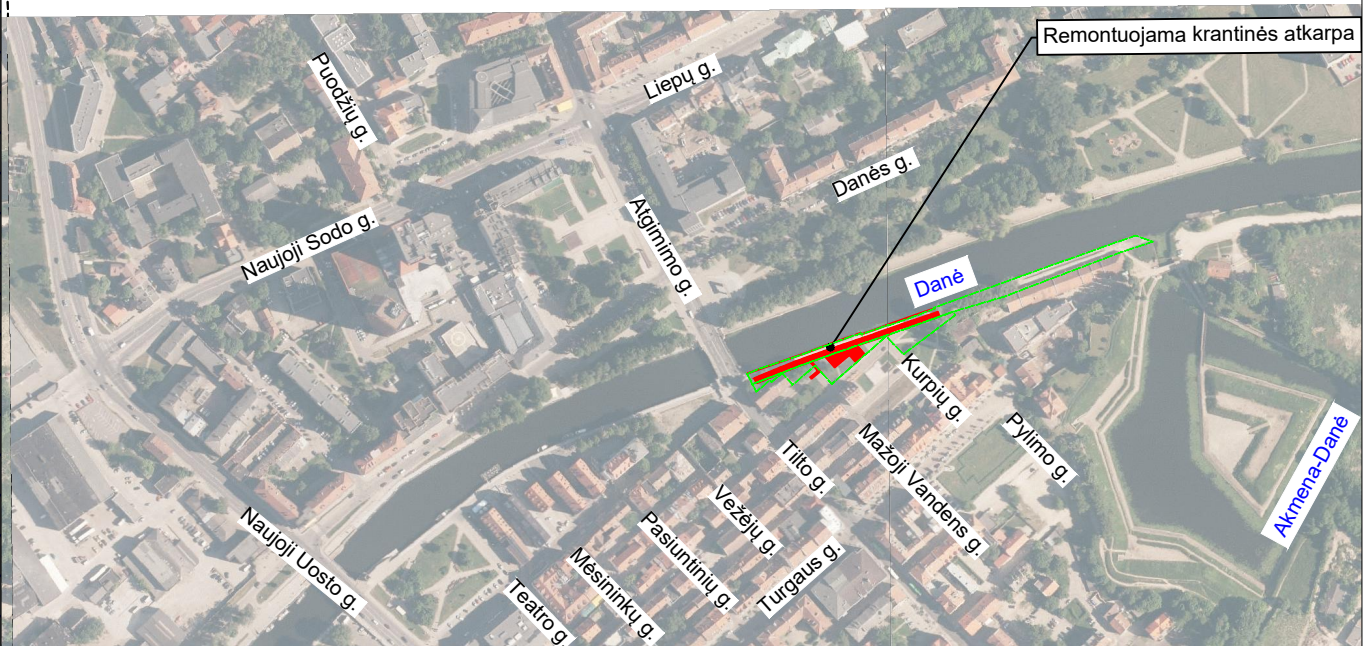 Remontuojama krantinės atkarpa
Puodžių g.
Liepų g.
Danės g.
Naujoji Sodo g.
Atgimimo g.
Danė
Kurpių g.
Pylimo g.
Akmena-Danė
Mažoji Vandens g.
Tilto g.
Vežėjų g.
Pasiuntinių g.
Turgaus g.
Mėsininkų g.
Teatro g.
Naujoji Uosto g.